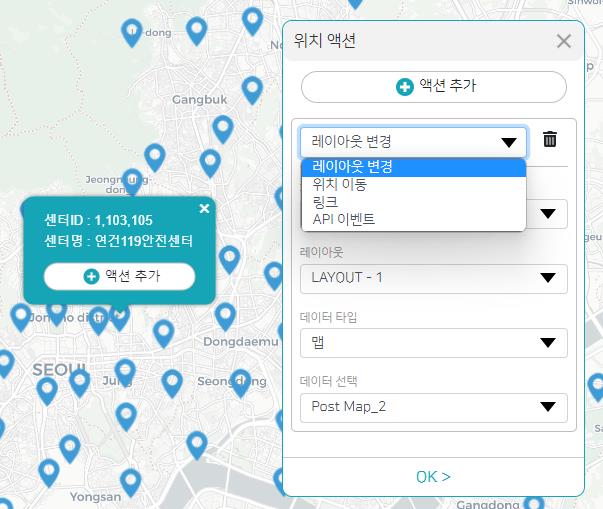 위치 액션
액션 추가
레이아웃 변경
레이아웃 변경
위치 이동
링크
API 이벤트
레이아웃
LAYOUT - 1
데이터 타입
맵
데이터 선택
Post Map_2
OK >
센터ID : 1,103,105
센터명 : 연건119안전센터
액션 추가
Gangbuk
dong
Dongdaemu
SEOUL
Jung
Seongdong
Yongsan
Gangdong